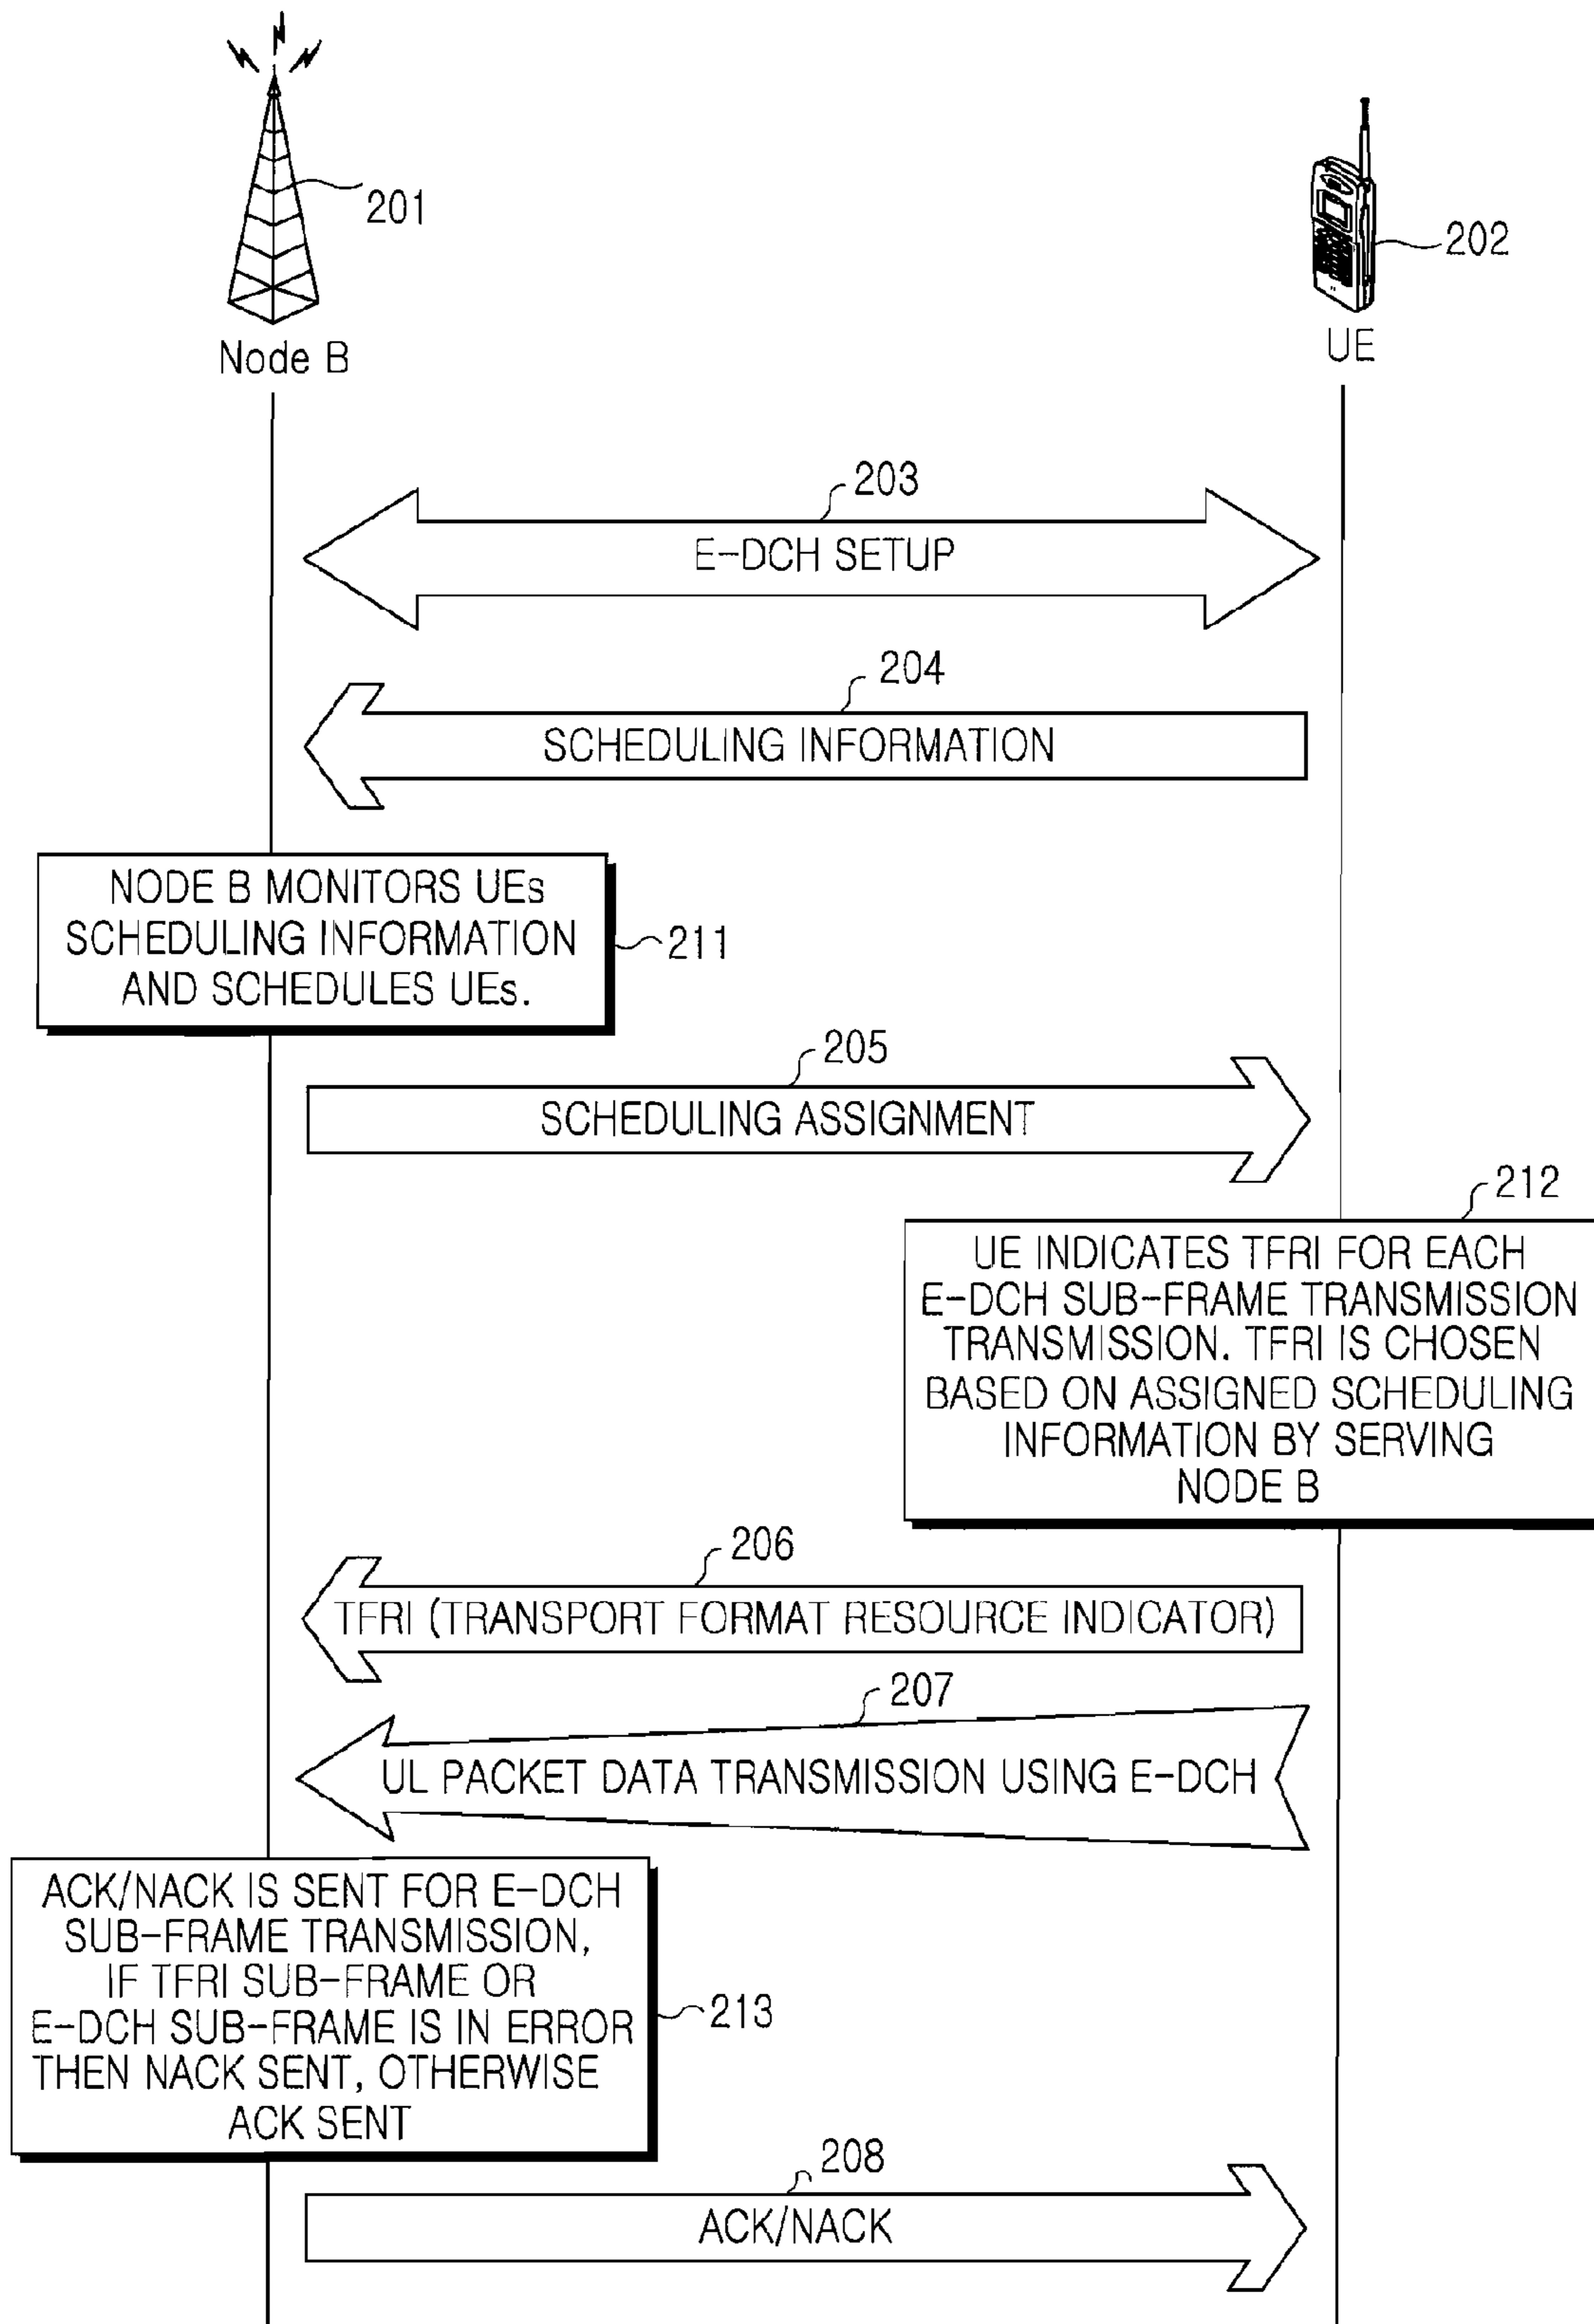 201
202
Node B
UE
203
E-DCH SETUP
204
SCHEDULING INFORMATION
NODE B MONITORS UEs
SCHEDULING INFORMATION
AND SCHEDULES UEs.
211
205
SCHEDULING ASSIGNMENT
212
UE INDICATES TFRI FOR EACH
E-DCH SUB-FRAME TRANSMISSION
TRANSMISSION. TFRI IS CHOSEN
BASED ON ASSIGNED SCHEDULING
INFORMATION BY SERVING
NODE B
206
TFRI (TRANSPORT FORMAT RESOURCE INDICATOR)
207
UL PACKET DATA TRANSMISSION USING E-DCH
ACK/NACK IS SENT FOR E-DCH
SUB-FRAME TRANSMISSION,
IF TFRI SUB-FRAME OR
E-DCH SUB-FRAME IS IN ERROR
THEN NACK SENT, OTHERWISE
ACK SENT
213
208
ACK/NACK